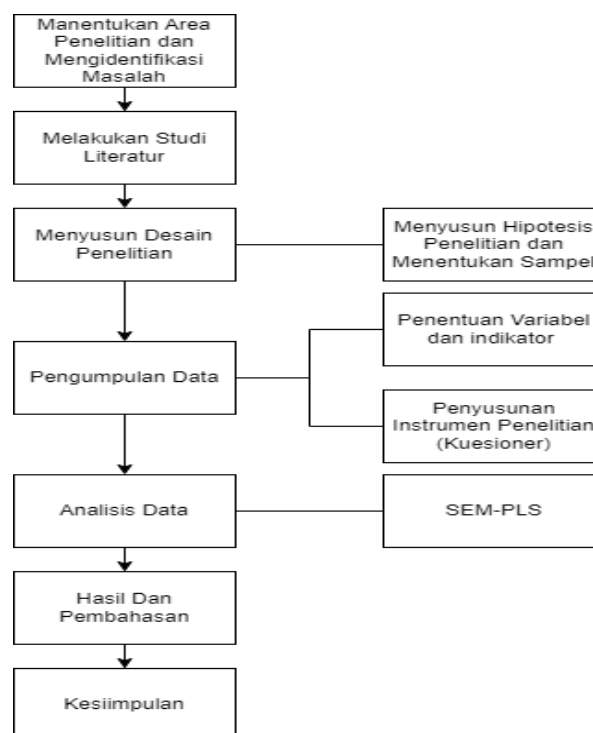 Manentukan Area
Penelitian dan
Mengidentifikasi
Masalah
Melakukan Studi
Literatur
Menyusun Desain
Penelitian
Menyusun Hipotesis
Penelitian dan
Menentukan Sampel
Penentuan Variabel
dan indikator
Pengumpulan Data
Penyusunan
Instrumen Penelitian
(Kuesioner)
Analisis Data
SEM-PLS
Hasil Dan
Pembahasan
Kesiimpulan